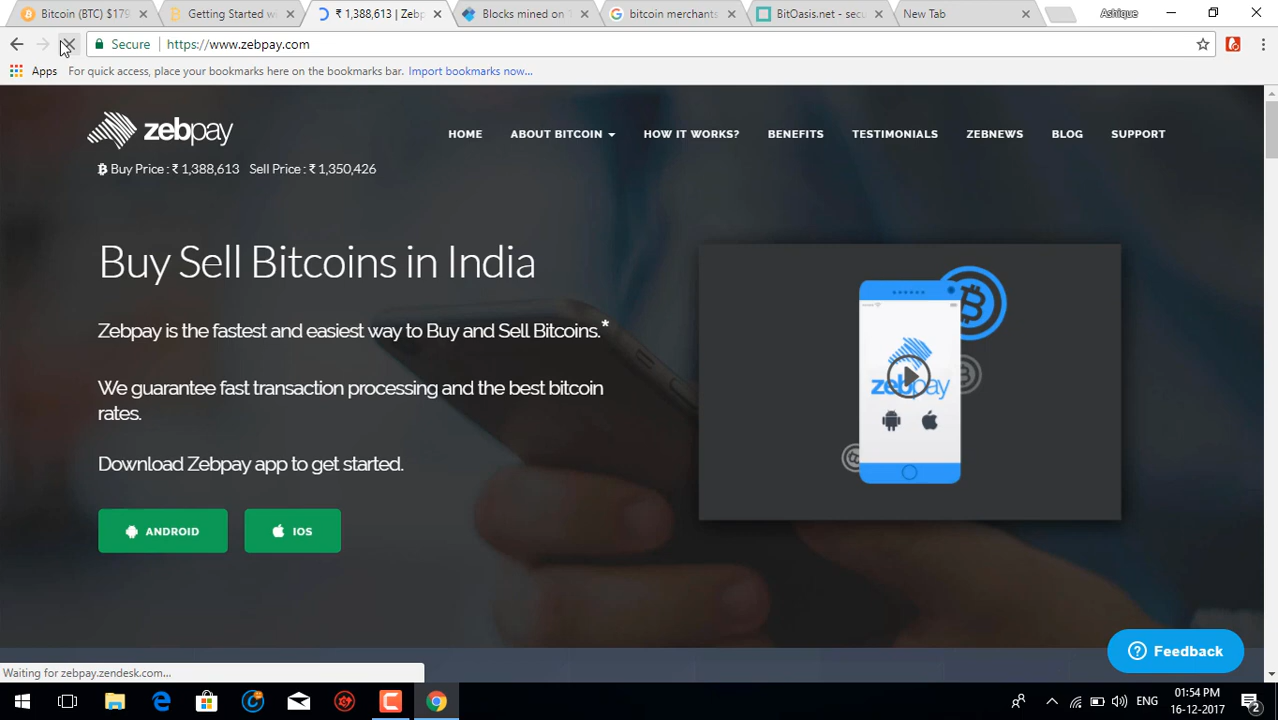 Bitcoin (BTC) $179
Getting Started w
₹ 1,388,613 | Zebp
Blocks mined on
bitcoin merchants
BitOasis.net - secu
New Tab
Ashique
Secure
https://www.zebpay.com
Apps
For quick access, place your bookmarks here on the bookmarks bar.
Import bookmarks now...
zebpay
HOME
ABOUT BITCOIN
HOW IT WORKS?
BENEFITS
TESTIMONIALS
ZEBNEWS
BLOG
SUPPORT
Buy Price : ₹ 1,388,613
Sell Price : ₹ 1,350,426
Buy Sell Bitcoins in India
Zebpay is the fastest and easiest way to Buy and Sell Bitcoins.*
We guarantee fast transaction processing and the best bitcoin
rates.
Download Zebpay app to get started.
ANDROID
IOS
zebpay
Feedback
Waiting for zebpay.zendesk.com...
ENG
01:54 PM
16-12-2017
2